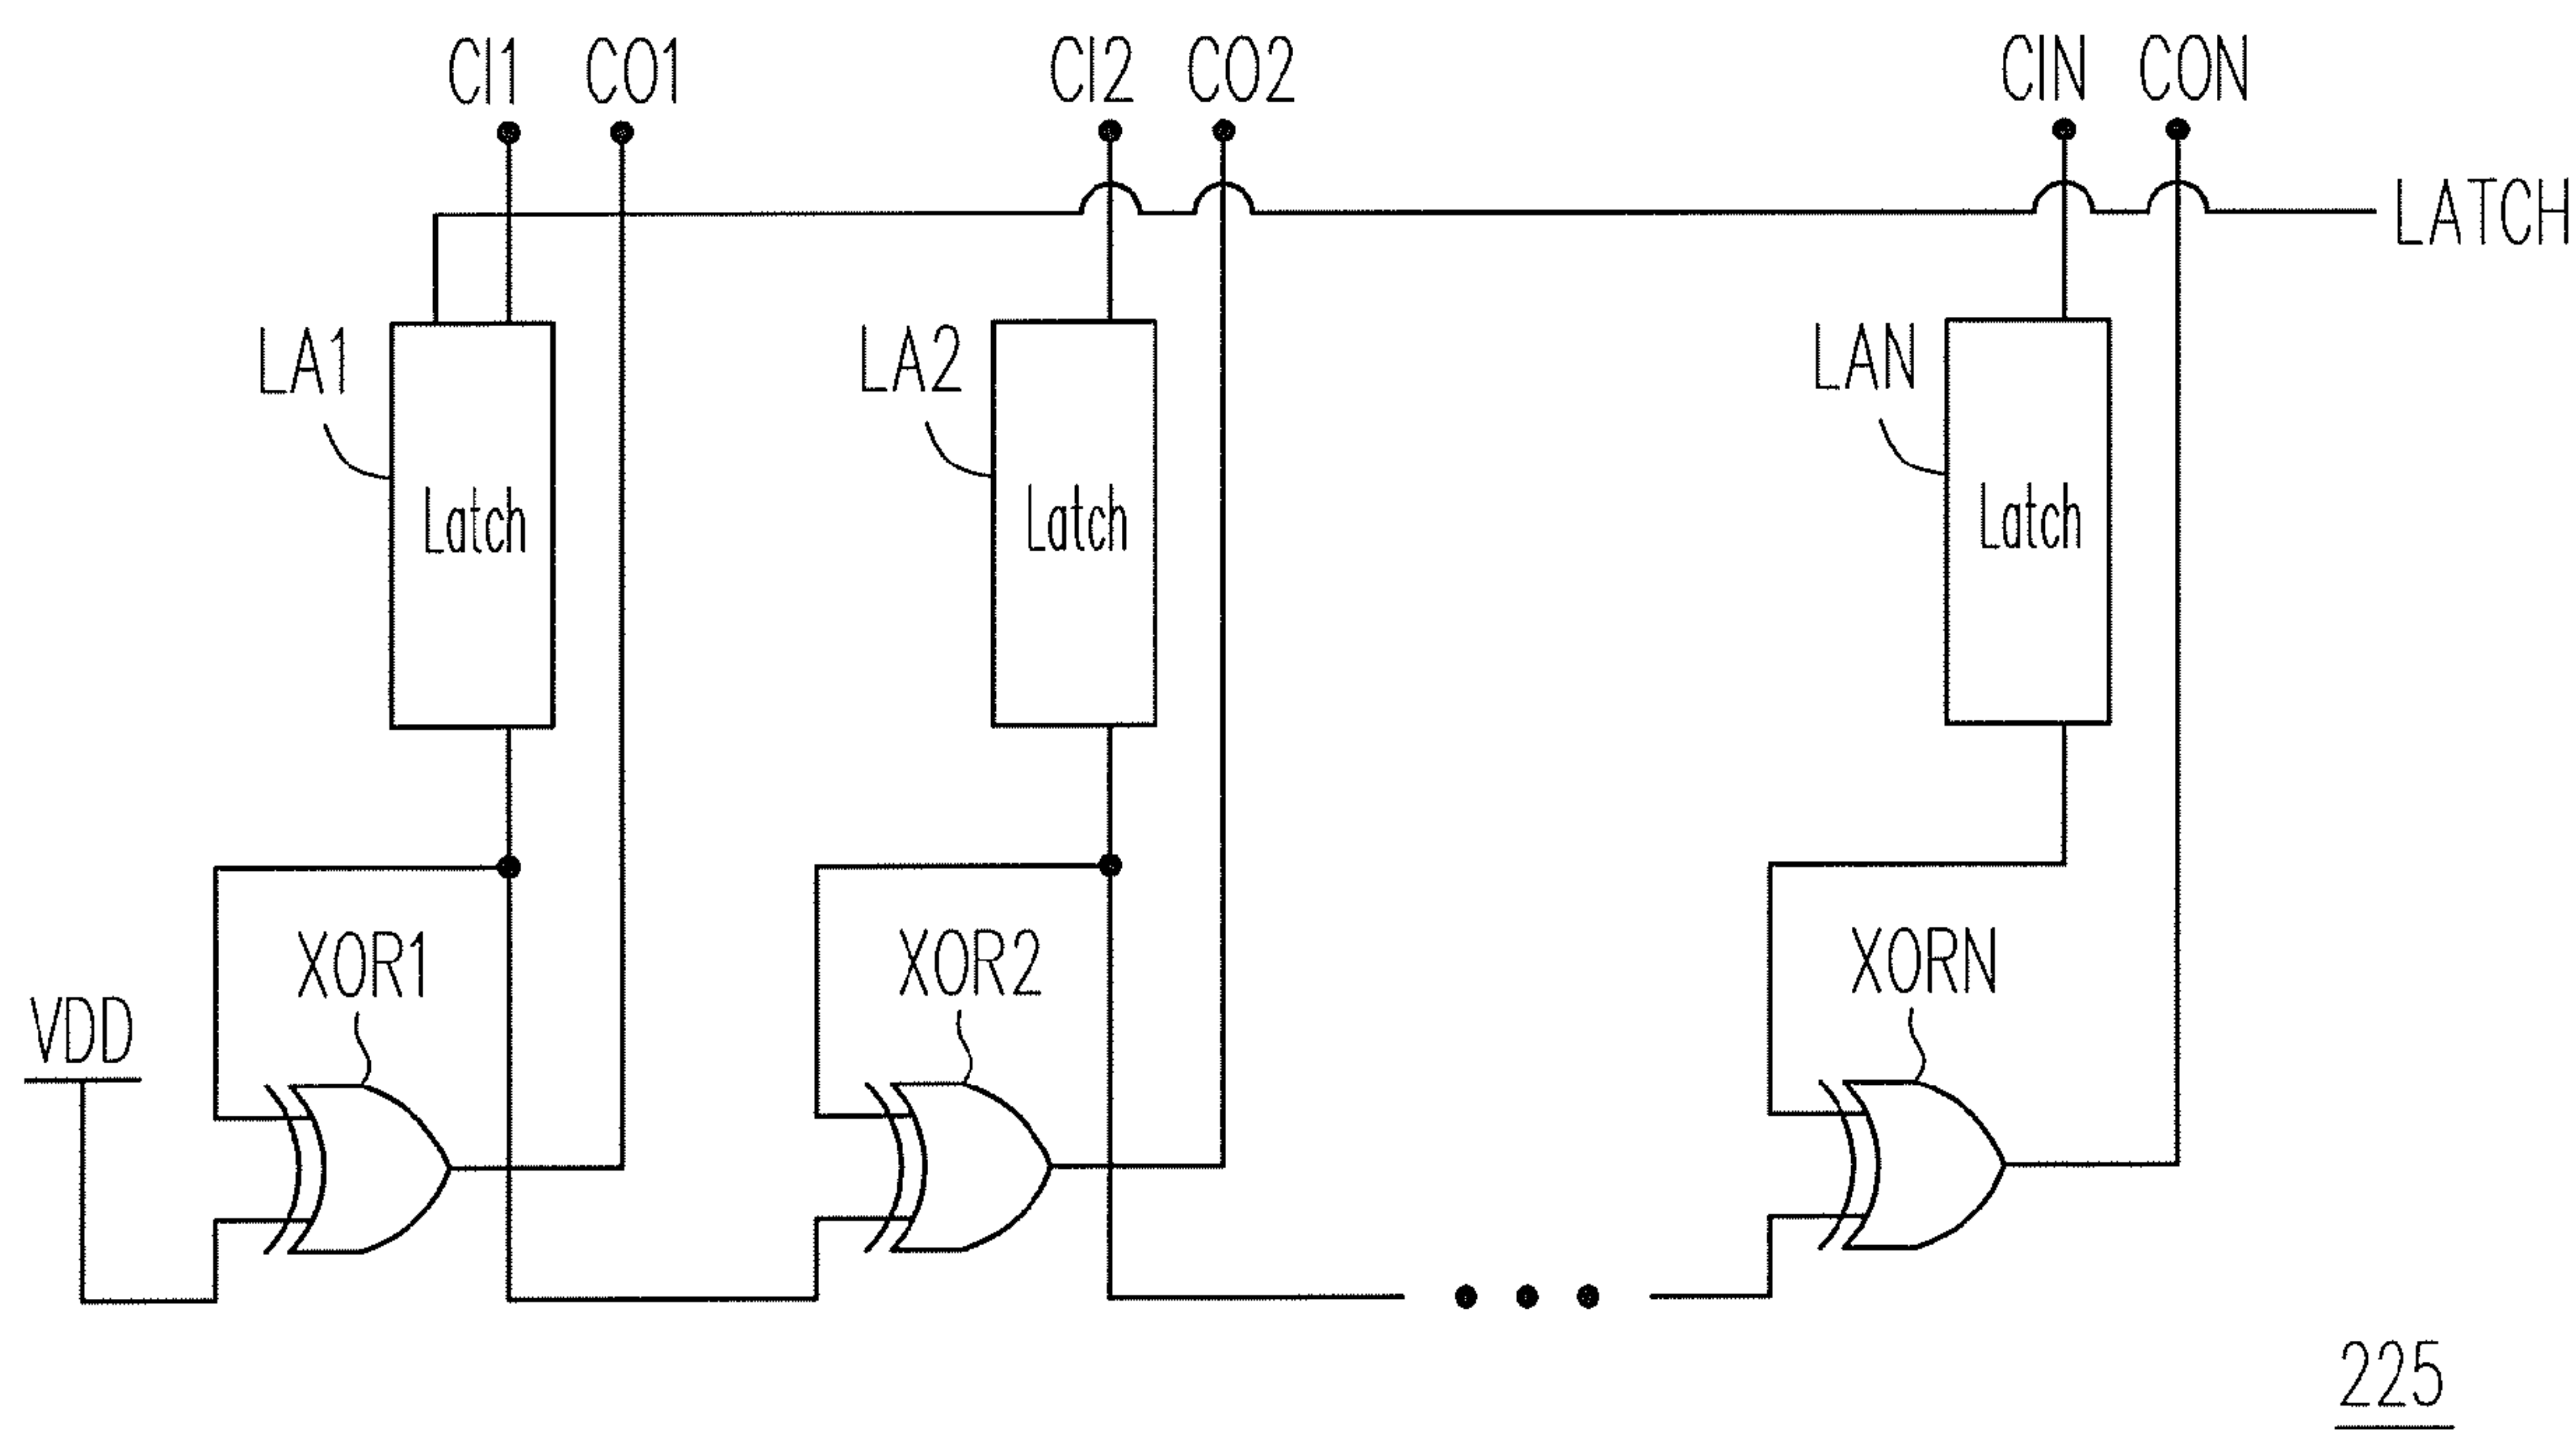 CI1 CO1 CI2 CO2 CIN CON
LATCH
LA1 LA2 LAN
Latch Latch Latch
XOR1 XOR2 XORN
VDD
225